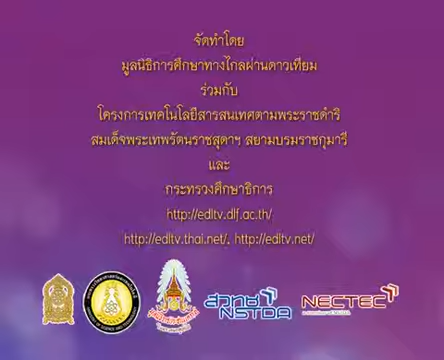 จัดทำโดย
มูลนิธิการศึกษาทางไกลผ่านดาวเทียม
ร่วมกับ
โครงการเทคโนโลยีสารสนเทศตามพระราชดำริ
สมเด็จพระเทพรัตนราชสุดาฯ สยามบรมราชกุมารี
และ
กระทรวงศึกษาธิการ
http://edltv.dlf.ac.th/
http://edltv.thai.net/, http://edltv.net/
สวทช NECTEC
NSTDA